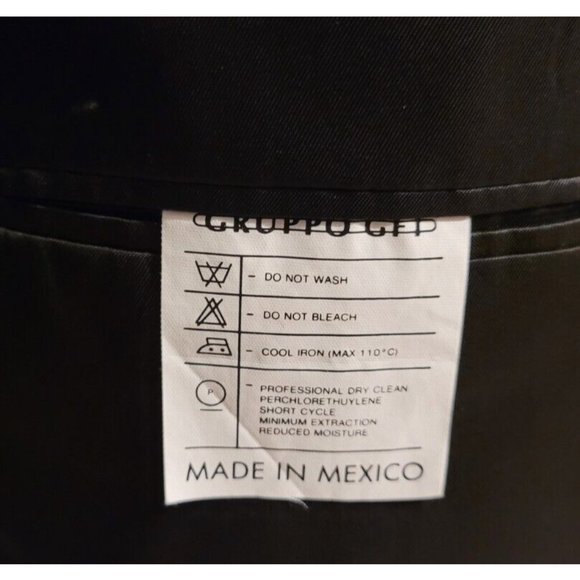 GRUPPO GFT
- DO NOT WASH
- DO NOT BLEACH
- COOL IRON (MAX 110°C)
P
- PROFESSIONAL DRY CLEAN
PERCHLORETHUYLENE
SHORT CYCLE
MINIMUM EXTRACTION
REDUCED MOISTURE
MADE IN MEXICO